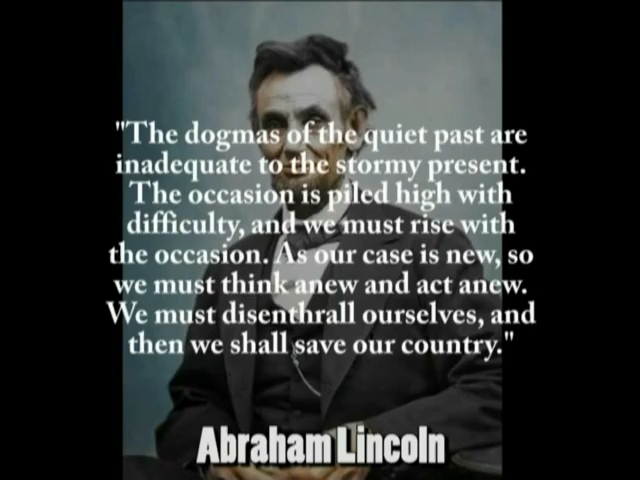 "The dogmas of the quiet past are
inadequate to the stormy present.
The occasion is piled high with
difficulty, and we must rise with
the occasion. As our case is new, so
we must think anew and act anew.
We must disenthrall ourselves, and
then we shall save our country."
Abraham Lincoln